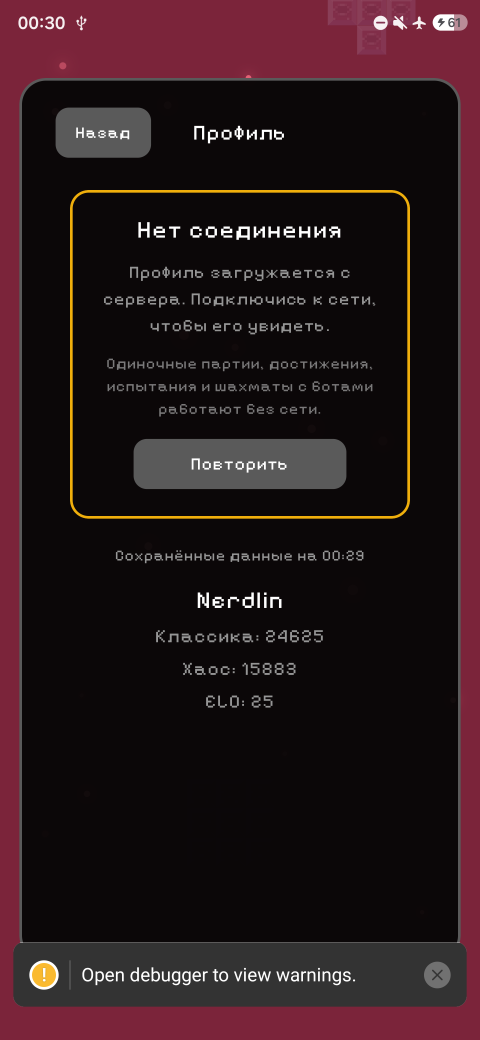 00:30
61
Назад
Профиль
Нет соединения
Профиль загружается с
сервера. Подключись к сети,
чтобы его увидеть.
Одиночные партии, достижения,
испытания и шахматы с ботами
работают без сети.
Повторить
Сохранённые данные на 00:29
Nerdlin
Классика: 24625
Хаос: 15883
ELO: 25
Open debugger to view warnings.